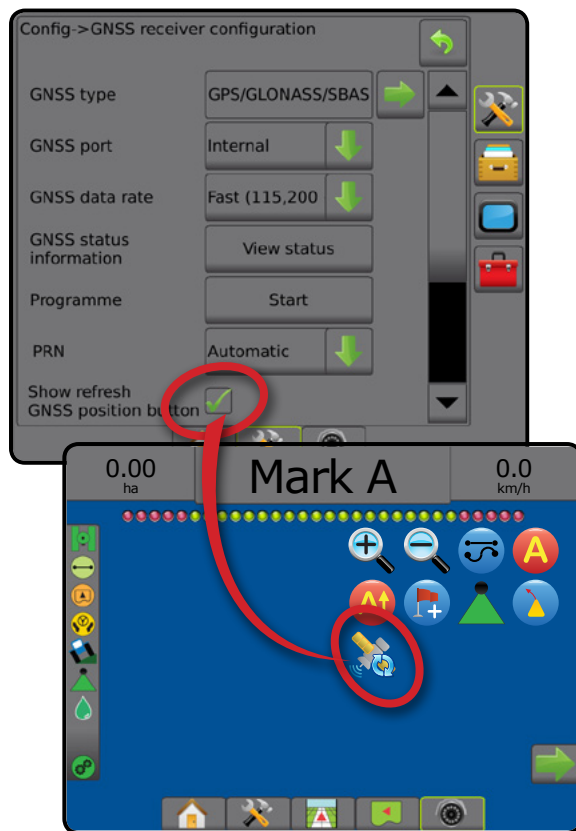 Config->GNSS receiver configuration
GNSS type
GPS/GLONASS/SBAS
GNSS port
Internal
GNSS data rate
Fast (115,200
GNSS status
information
View status
Programme
Start
PRN
Automatic
Show refresh
GNSS position button
0.00
ha
Mark A
0.0
km/h
A
A